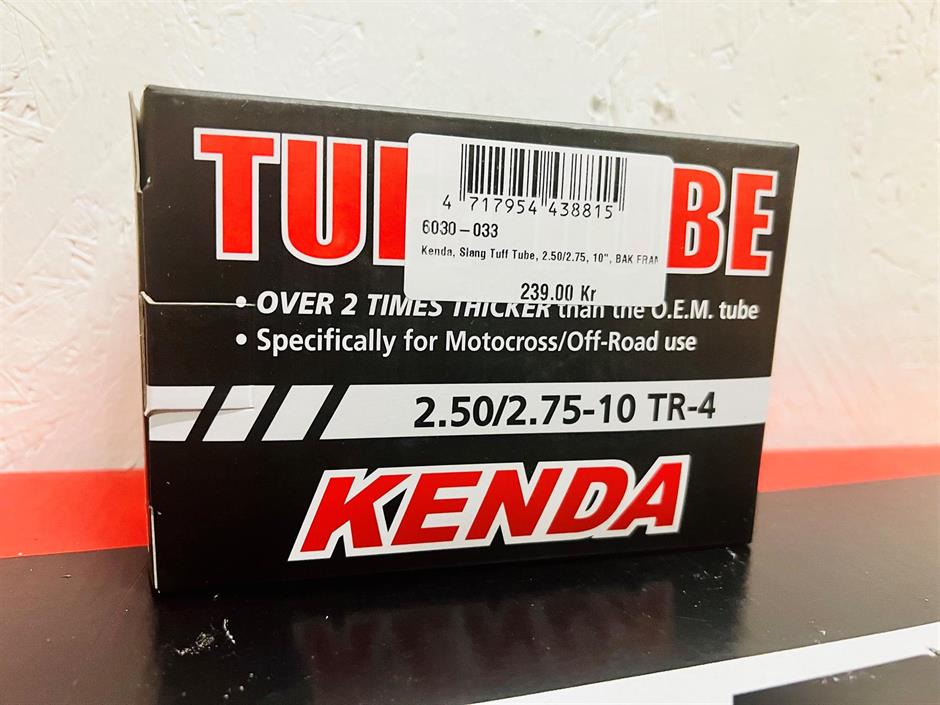 TU BE
4 717954 438815
6030-033
Kenda, Slang Tuff Tube, 2.50/2.75, 10", BAK FRAM
239.00 Kr
• OVER 2 TIMES THICKER than the O.E.M. tube
• Specifically for Motocross/Off-Road use
2.50/2.75-10 TR-4
KENDA